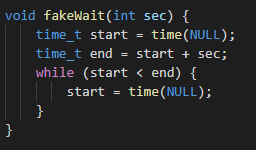 void fakeWait(int sec) {
    time_t start = time(NULL);
    time_t end = start + sec;
    while (start < end) {
        start = time(NULL);
    }
}